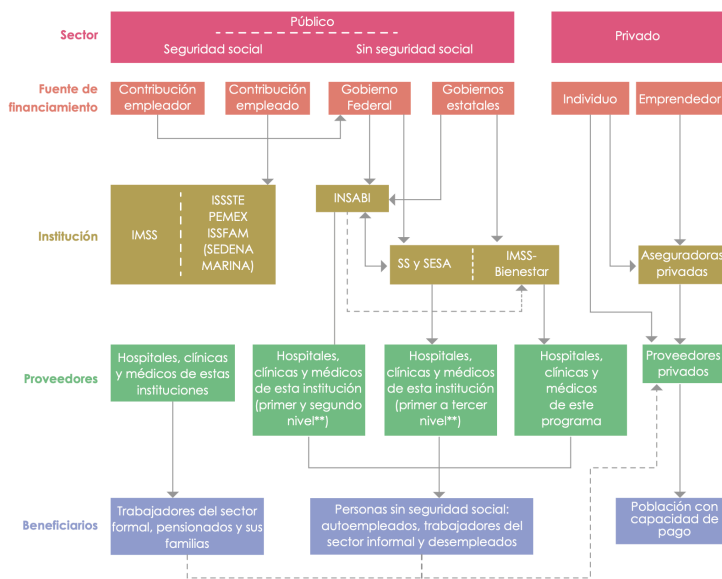 Sector
Público
Seguridad social
Sin seguridad social
Privado
Fuente de
financiamiento
Contribución
empleador
Contribución
empleado
Gobierno
Federal
Gobiernos
estatales
Individuo
Emprendedor
Institución
IMSS
ISSSTE
PEMEX
ISSFAM
(SEDENA
MARINA)
INSABI
SS y SESA
IMSS-
Bienestar
Aseguradoras
privadas
Proveedores
Hospitales, clínicas
y médicos de estas
instituciones
Hospitales,
clínicas y médicos
de esta institución
(primer y segundo
nivel**)
Hospitales,
clínicas y médicos
de esta institución
(primer a tercer
nivel**)
Hospitales,
clínicas y
médicos
de este
programa
Proveedores
privados
Beneficiarios
Trabajadores del sector
formal, pensionados y sus
familias
Personas sin seguridad social:
autoempleados, trabajadores del
sector informal y desempleados
Población con
capacidad de
pago